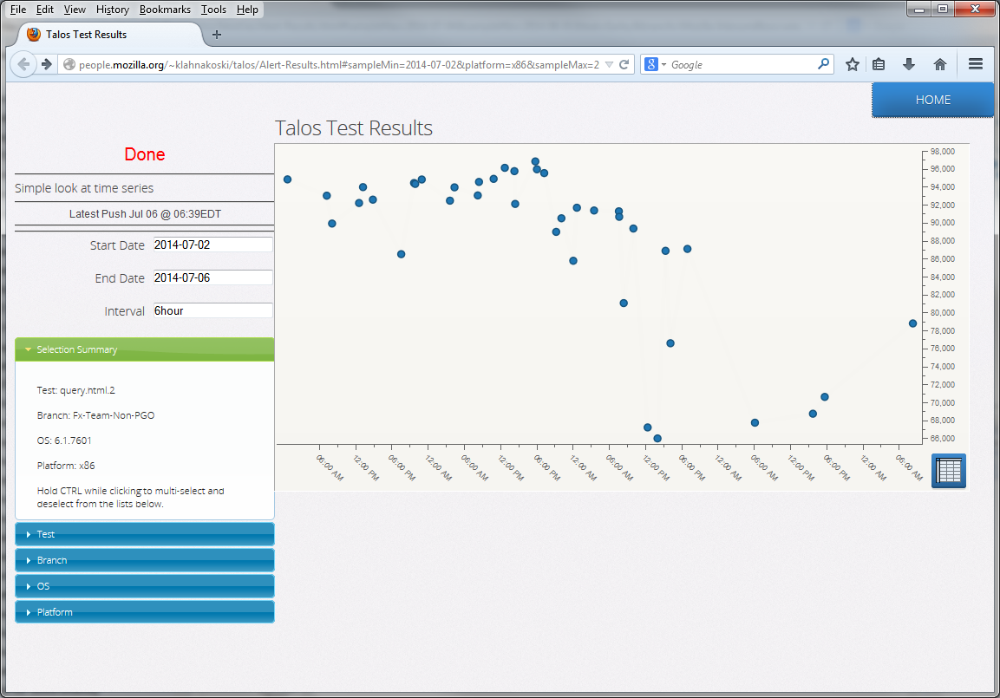 File Edit View History Bookmarks Tools Help
Talos Test Results
people.mozilla.org/~klahnakoski/talos/Alert-Results.html#sampleMin=2014-07-02&platform=x86&sampleMax=2
Google
HOME
Talos Test Results
Done
Simple look at time series
Latest Push Jul 06 @ 06:39EDT
Start Date 2014-07-02
End Date 2014-07-06
Interval 6hour
Selection Summary
Test: query.html.2
Branch: Fx-Team-Non-PGO
OS: 6.1.7601
Platform: x86
Hold CTRL while clicking to multi-select and
deselect from the lists below.
Test
Branch
OS
Platform
98,000
96,000
94,000
92,000
90,000
88,000
86,000
84,000
82,000
80,000
78,000
76,000
74,000
72,000
70,000
68,000
66,000
06:00 AM
12:00 PM
06:00 PM
12:00 AM
06:00 AM
12:00 PM
06:00 PM
12:00 AM
06:00 AM
12:00 PM
06:00 PM
12:00 AM
06:00 AM
12:00 PM
06:00 PM
12:00 AM
06:00 AM